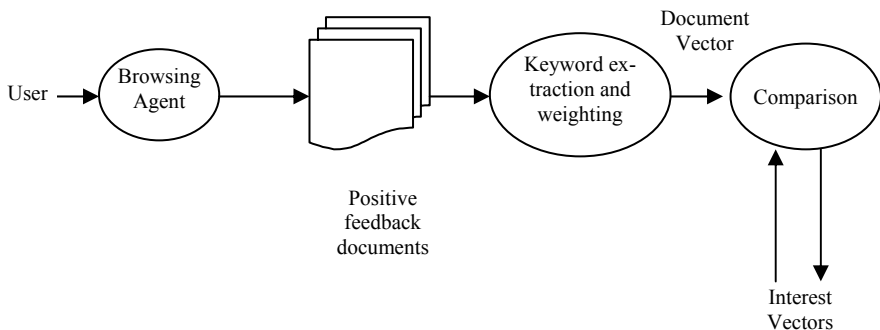 User
Browsing
Agent
Positive
feedback
documents
Keyword ex-
traction and
weighting
Document
Vector
Comparison
Interest
Vectors